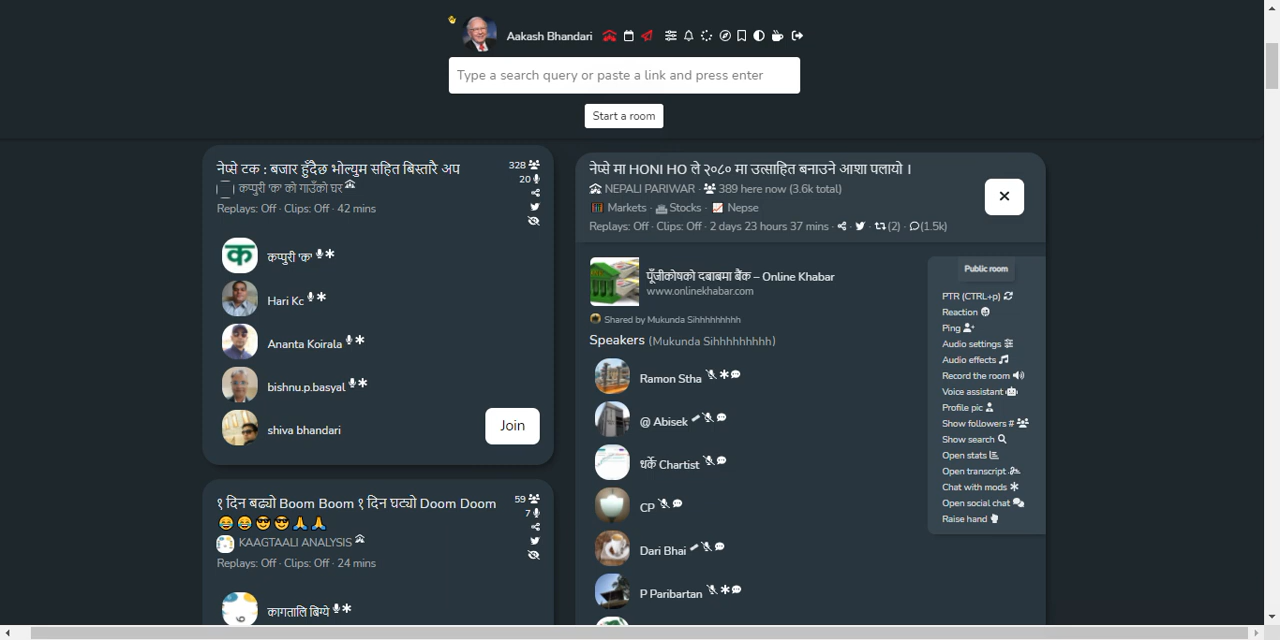 Aakash Bhandari
Type a search query or paste a link and press enter
Start a room
नेप्से टक : बजार हुँदैछ भोल्युम सहित बिस्तारै अप
328
20
कप्पुरी 'क' को गाउँको घर
Replays: Off · Clips: Off · 42 mins
क
कप्पुरी 'क'
Hari Kc
Ananta Koirala
bishnu.p.basyal
shiva bhandari
Join
१ दिन बढ्यो Boom Boom १ दिन घट्यो Doom Doom
😂😂😎😎🙏🙏
59
7
KAAGTAALI ANALYSIS
Replays: Off · Clips: Off · 24 mins
कागतालि बिग्ये
नेप्से मा HONI HO ले २०८० मा उत्साहित बनाउने आशा पलायो ।
NEPALI PARIWAR · 389 here now (3.6k total)
Markets · Stocks · Nepse
Replays: Off · Clips: Off · 2 days 23 hours 37 mins · (2) · (1.5k)
पूँजीकोषको दबाबमा बैंक – Online Khabar
www.onlinekhabar.com
Shared by Mukunda Sihhhhhhhhh
Speakers (Mukunda Sihhhhhhhhh)
Ramon Stha
@ Abisek
धर्के Chartist
CP
Dari Bhai
P Paribartan
Public room
PTR (CTRL+p)
Reaction
Ping
Audio settings
Audio effects
Record the room
Voice assistant
Profile pic
Show followers #
Show search
Open stats
Open transcript
Chat with mods
Open social chat
Raise hand